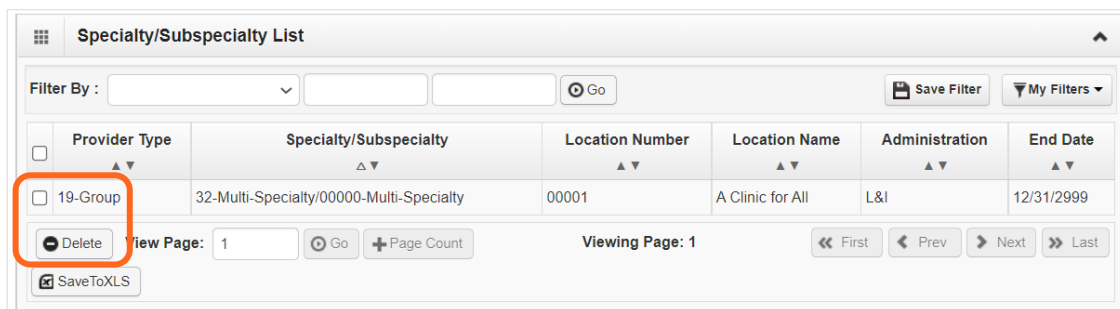 Specialty/Subspecialty List
Filter By : Go Save Filter My Filters
Provider Type Specialty/Subspecialty Location Number Location Name Administration End Date
19-Group 32-Multi-Specialty/00000-Multi-Specialty 00001 A Clinic for All L&I 12/31/2999
Delete View Page: 1 Go Page Count Viewing Page: 1 First Prev Next Last
SaveToXLS